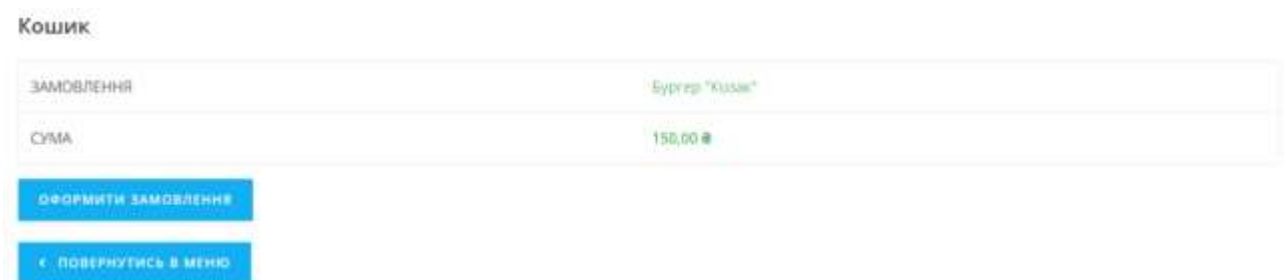 Кошик
ЗАМОВЛЕННЯ Бургер "Козак"
СУМА 150,00 ₴
ОФОРМИТИ ЗАМОВЛЕННЯ
‹ ПОВЕРНУТИСЬ В МЕНЮ